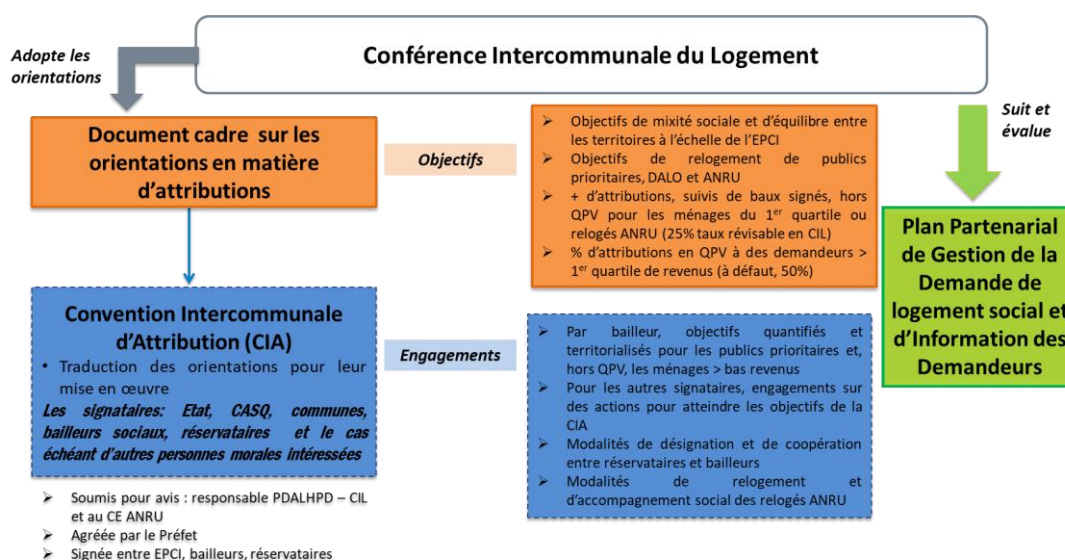 Conférence Intercommunale du Logement
Adopte les
orientations
Suit et
évalue
Document cadre sur les
orientations en matière
d'attributions
Objectifs
➢ Objectifs de mixité sociale et d'équilibre entre
les territoires à l'échelle de l'EPCI
➢ Objectifs de relogement de publics
prioritaires, DALO et ANRU
➢ + d'attributions, suivis de baux signés, hors
QPV pour les ménages du 1er quartile ou
relogés ANRU (25% taux révisable en CIL)
➢ % d'attributions en QPV à des demandeurs >
1er quartile de revenus (à défaut, 50%)
Plan Partenarial
de Gestion de la
Demande de
logement social et
d'Information des
Demandeurs
Convention Intercommunale
d'Attribution (CIA)
• Traduction des orientations pour leur
mise en œuvre
Les signataires: Etat, CASQ, communes,
bailleurs sociaux, réservataires et le cas
échéant d'autres personnes morales intéressées
Engagements
➢ Par bailleur, objectifs quantifiés et
territorialisés pour les publics prioritaires et,
hors QPV, les ménages > bas revenus
➢ Pour les autres signataires, engagements sur
des actions pour atteindre les objectifs de la
CIA
➢ Modalités de désignation et de coopération
entre réservataires et bailleurs
➢ Modalités de relogement et
d'accompagnement social des relogés ANRU
➢ Soumis pour avis : responsable PDALHPD – CIL
et au CE ANRU
➢ Agréée par le Préfet
➢ Signée entre EPCI, bailleurs, réservataires